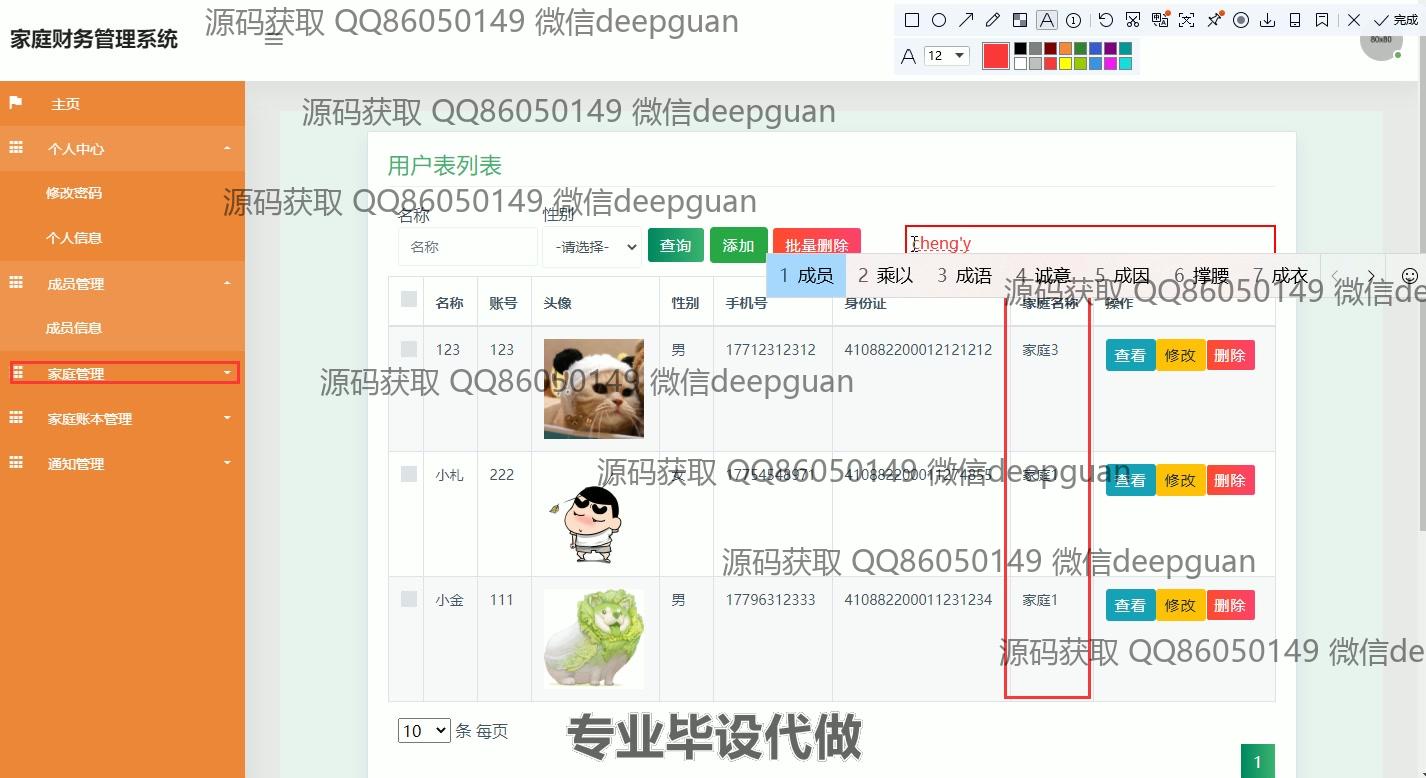 源码获取 QQ86050149 微信deepguan
12
完成
家庭财务管理系统
80x80
主页
源码获取 QQ86050149 微信deepguan
个人中心
用户表列表
修改密码
源码获取 QQ86050149 微信deepguan
名称
性别
个人信息
名称
-请选择-
查询
添加
批量删除
cheng'y
1 成员 2 乘以 3 成语 4 诚意 5 成因 6 撑腰 7 成衣
成员管理
源码获取 QQ86050149 微信de
名称 账号 头像 性别 手机号 身份证 家庭名称 操作
成员信息
123 123 男 17712312312 410882200012121212 家庭3 查看 修改 删除
家庭管理
源码获取 QQ86050149 微信deepguan
家庭账本管理
通知管理
源码获取 QQ86050149 微信deepguan
小札 222 女 17754548971 410882200011274855 家庭1 查看 修改 删除
源码获取 QQ86050149 微信deepguan
小金 111 男 17796312333 410882200011231234 家庭1 查看 修改 删除
源码获取 QQ86050149 微信de
10 条 每页
专业毕设代做
1